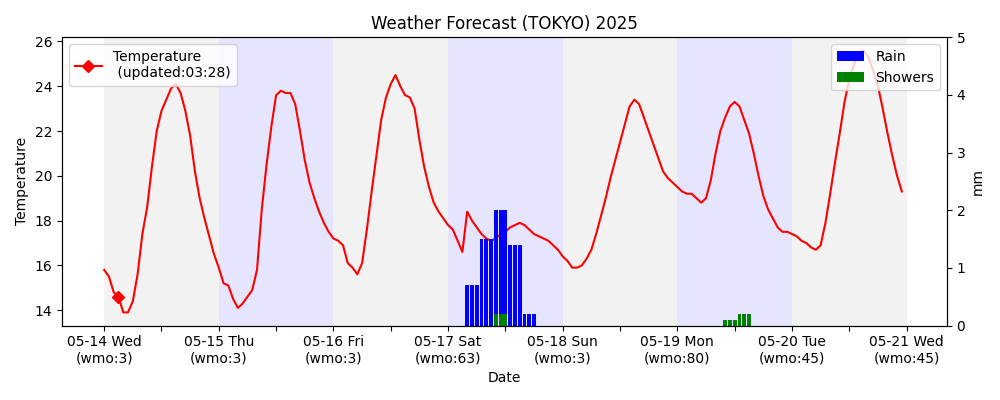 Weather Forecast (TOKYO) 2025
Temperature
(updated:03:28)
Rain
Showers
26
24
22
20
18
16
14
Temperature
5
4
3
2
1
0
mm
05-14 Wed
(wmo:3)
05-15 Thu
(wmo:3)
05-16 Fri
(wmo:3)
05-17 Sat
(wmo:63)
05-18 Sun
(wmo:3)
05-19 Mon
(wmo:80)
05-20 Tue
(wmo:45)
05-21 Wed
(wmo:45)
Date